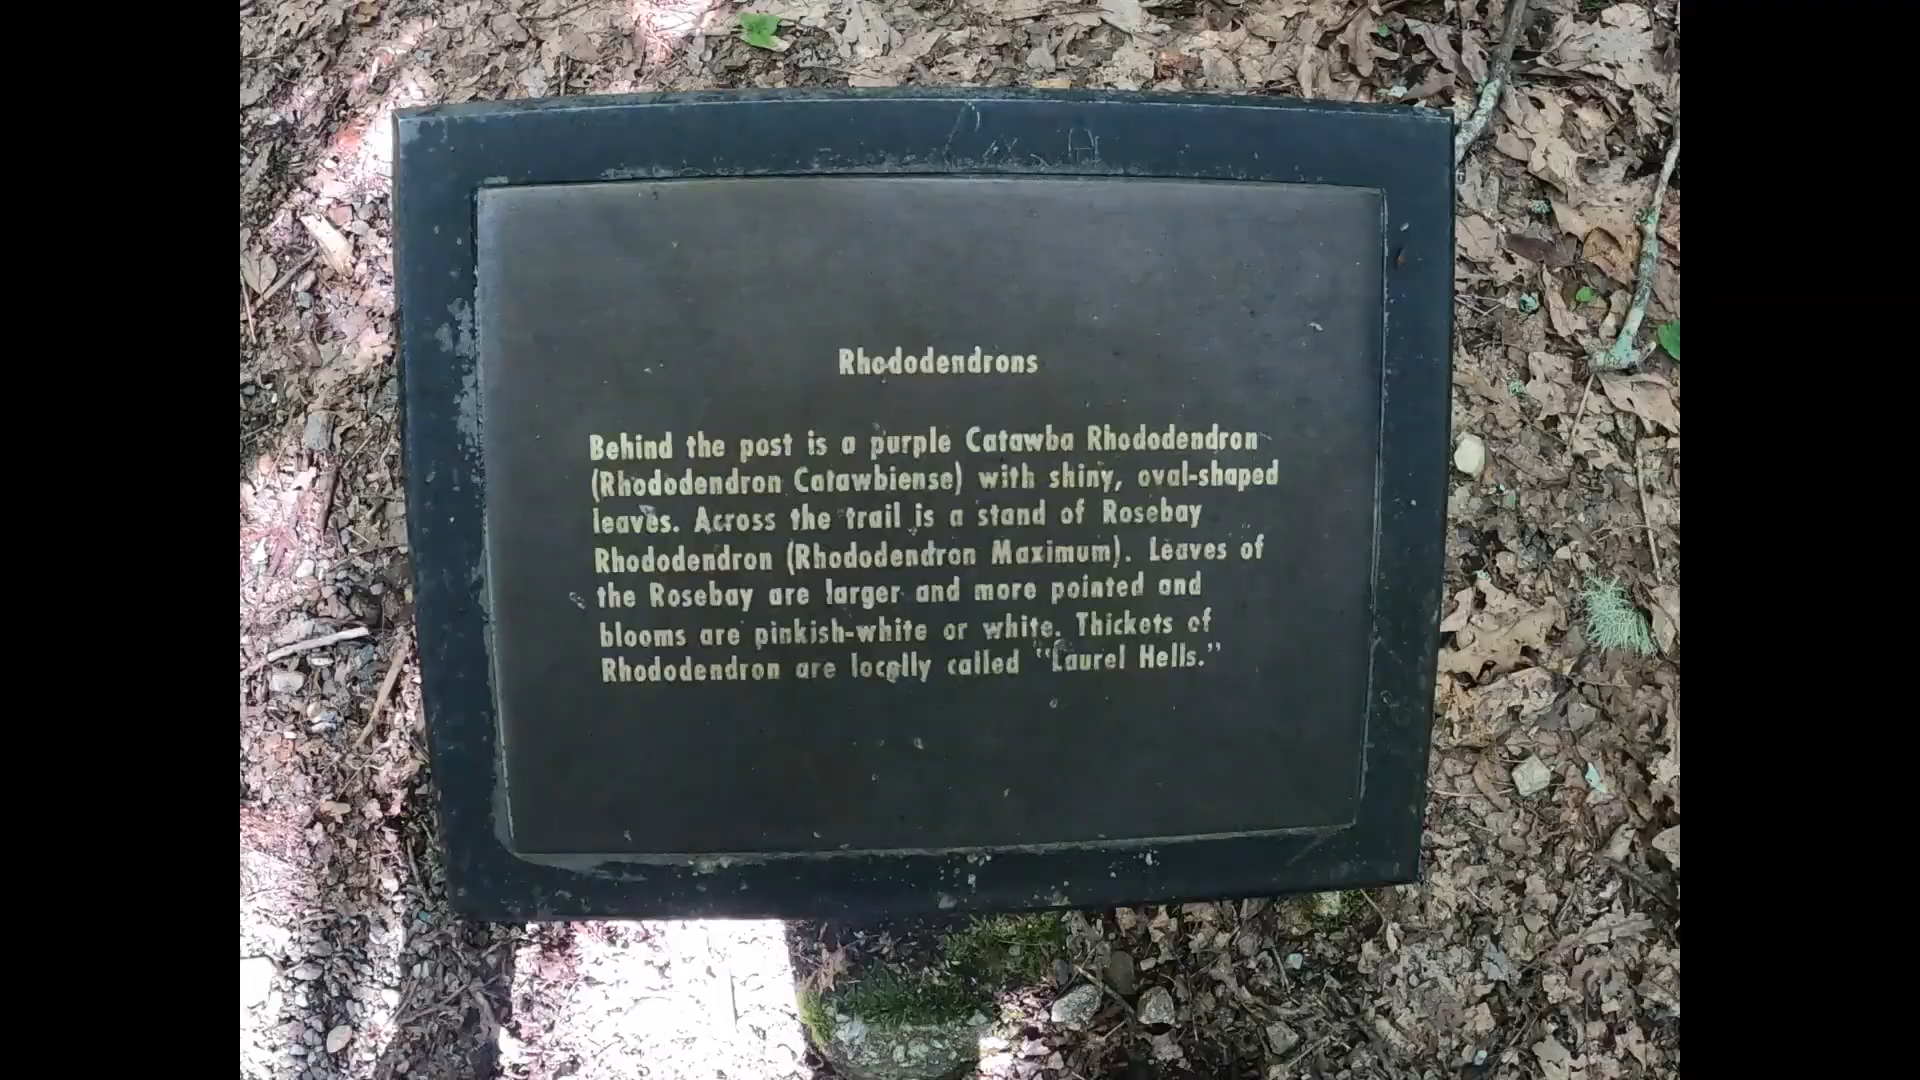 Rhododendrons
Behind the post is a purple Catawba Rhododendron
(Rhododendron Catawbiense) with shiny, oval-shaped
leaves. Across the trail is a stand of Rosebay
Rhododendron (Rhododendron Maximum). Leaves of
the Rosebay are larger and more pointed and
blooms are pinkish-white or white. Thickets of
Rhododendron are locally called "Laurel Hells."